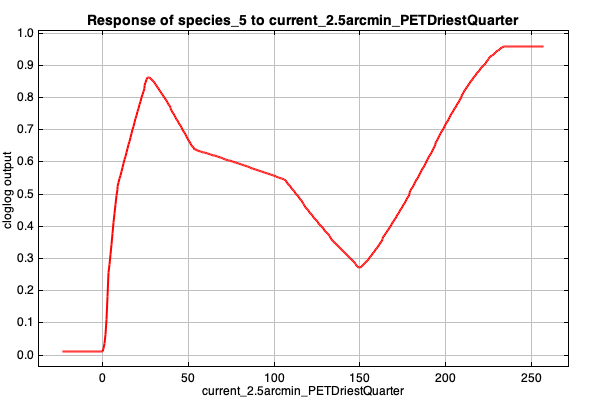 Response of species_5 to current_2.5arcmin_PETDriestQuarter
1.0
0.9
0.8
0.7
0.6
0.5
0.4
0.3
0.2
0.1
0.0
cloglog output
0 50 100 150 200 250
current_2.5arcmin_PETDriestQuarter